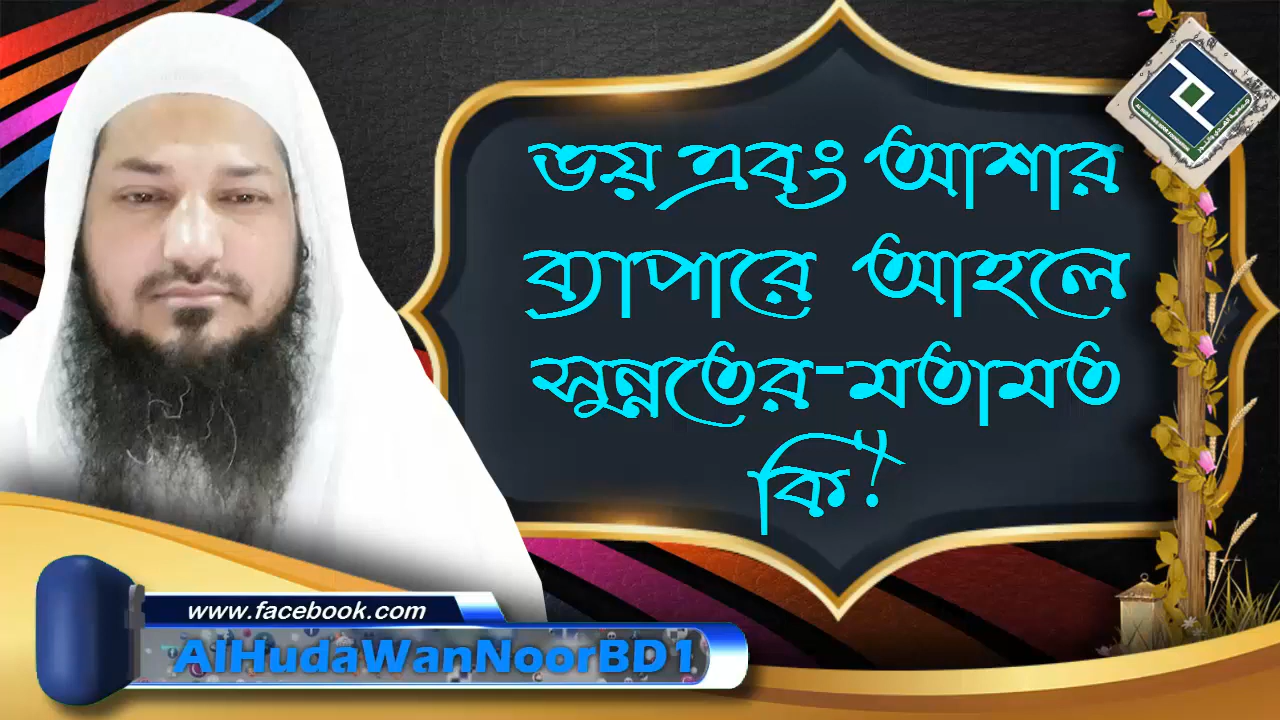 ভয় এবং আশার
ব্যাপারে আহলে
সুন্নতের-মতামত
কি?
www.facebook.com
AlHudaWanNoorBD1